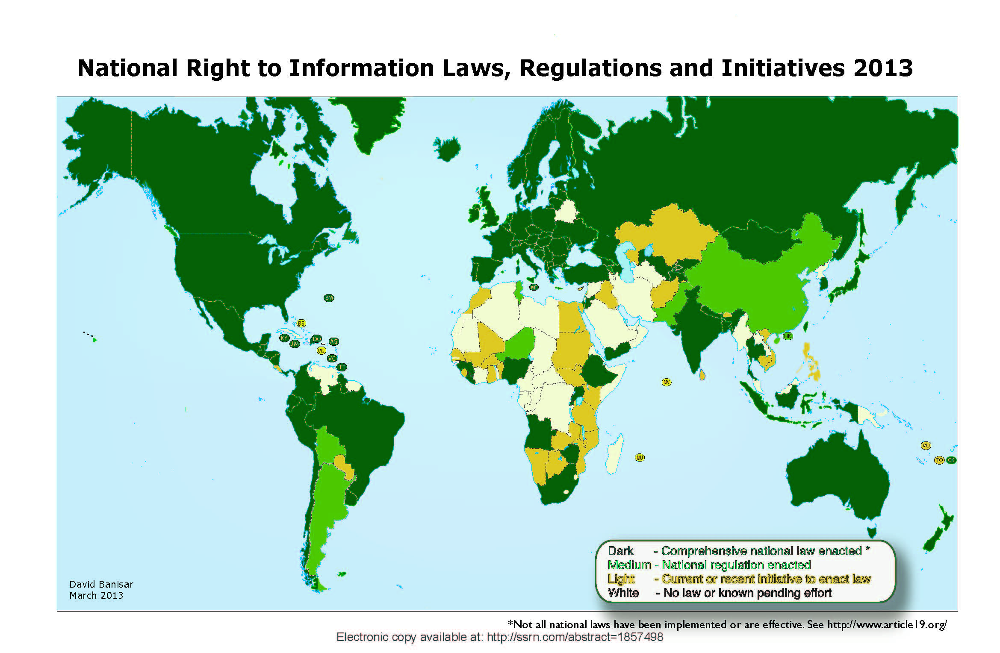 National Right to Information Laws, Regulations and Initiatives 2013
MT
BM
BS
KY
JM
DO
AG
VG
VC
TT
HK
MV
MU
VU
TO
CK
Dark - Comprehensive national law enacted *
Medium - National regulation enacted
Light - Current or recent initiative to enact law
White - No law or known pending effort
David Banisar
March 2013
*Not all national laws have been implemented or are effective. See http://www.article19.org/
Electronic copy available at: http://ssrn.com/abstract=1857498